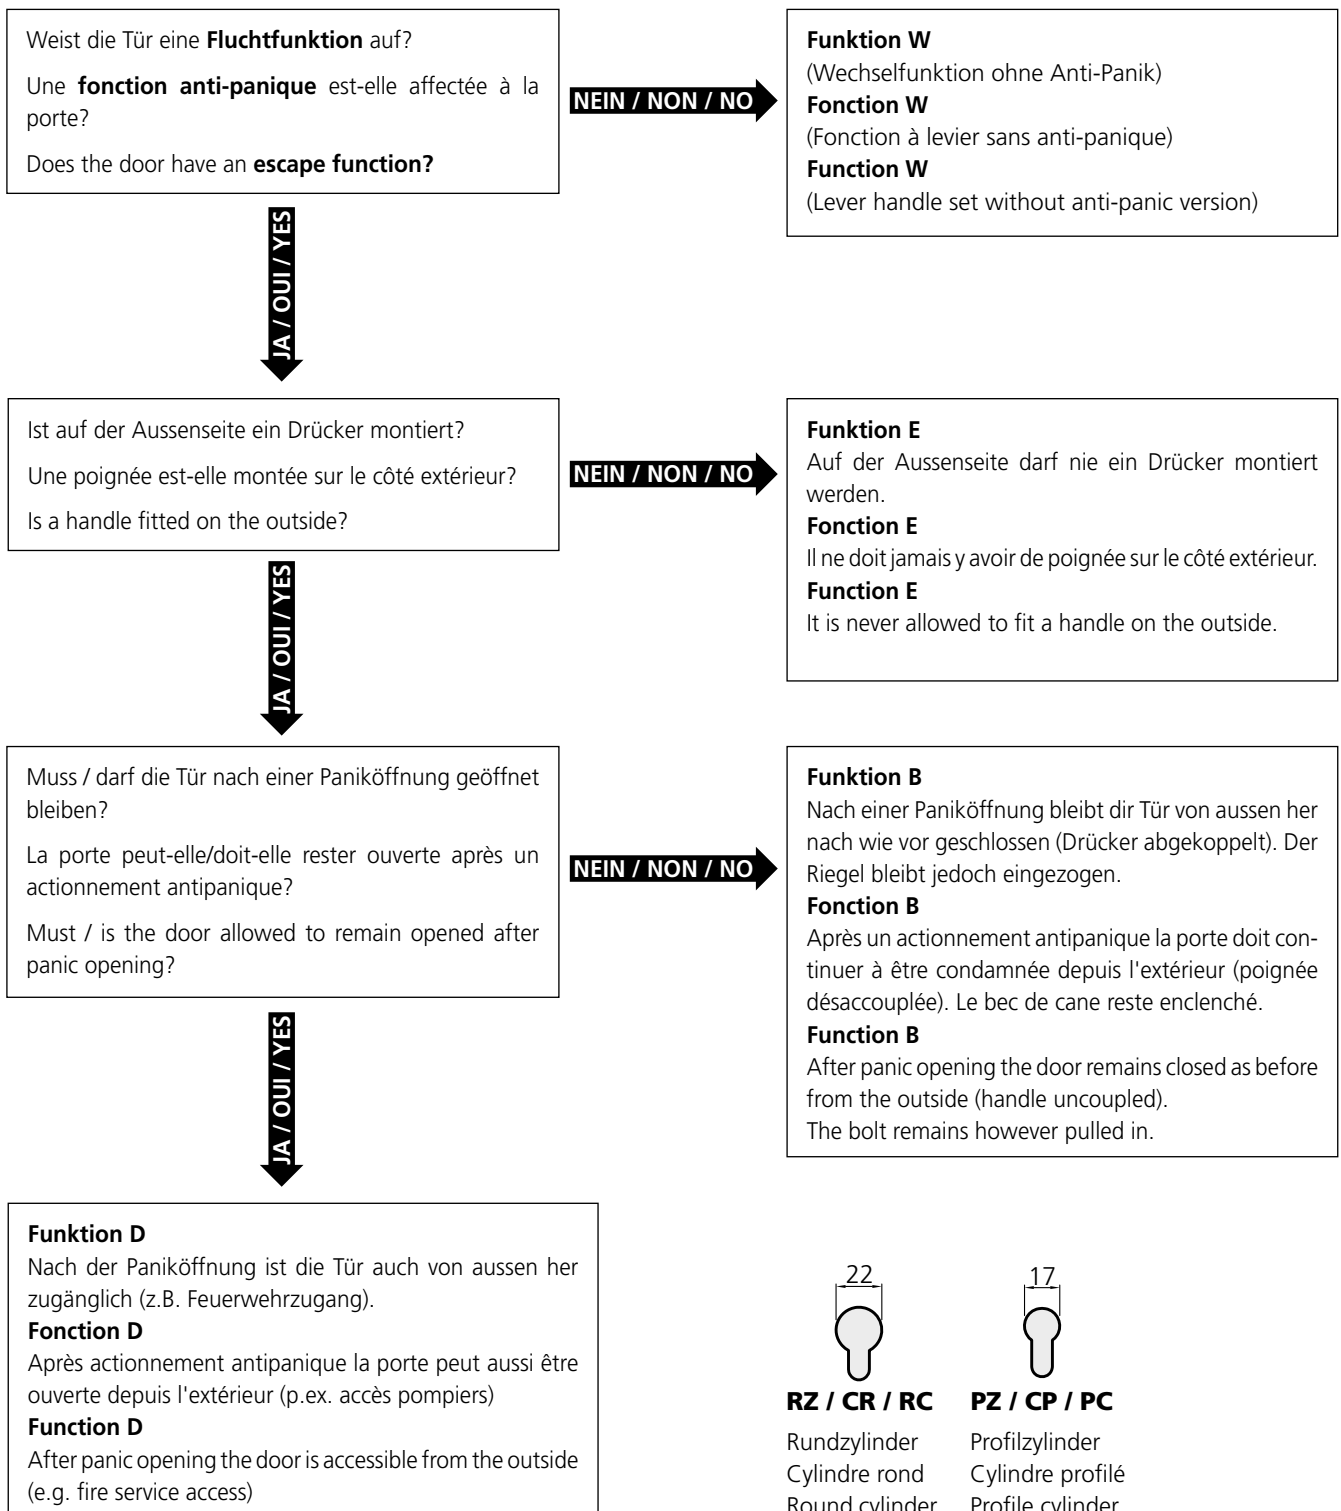 Weist die Tür eine Fluchtfunktion auf?
Une fonction anti-panique est-elle affectée à la
porte?
Does the door have an escape function?
NEIN / NON / NO
Funktion W
(Wechselfunktion ohne Anti-Panik)
Fonction W
(Fonction à levier sans anti-panique)
Function W
(Lever handle set without anti-panic version)
JA / OUI / YES
Ist auf der Aussenseite ein Drücker montiert?
Une poignée est-elle montée sur le côté extérieur?
Is a handle fitted on the outside?
NEIN / NON / NO
Funktion E
Auf der Aussenseite darf nie ein Drücker montiert
werden.
Fonction E
Il ne doit jamais y avoir de poignée sur le côté extérieur.
Function E
It is never allowed to fit a handle on the outside.
JA / OUI / YES
Muss / darf die Tür nach einer Paniköffnung geöffnet
bleiben?
La porte peut-elle/doit-elle rester ouverte après un
actionnement antipanique?
Must / is the door allowed to remain opened after
panic opening?
NEIN / NON / NO
Funktion B
Nach einer Paniköffnung bleibt dir Tür von aussen her
nach wie vor geschlossen (Drücker abgekoppelt). Der
Riegel bleibt jedoch eingezogen.
Fonction B
Après un actionnement antipanique la porte doit con-
tinuer à être condamnée depuis l'extérieur (poignée
désaccouplée). Le bec de cane reste enclenché.
Function B
After panic opening the door remains closed as before
from the outside (handle uncoupled).
The bolt remains however pulled in.
JA / OUI / YES
Funktion D
Nach der Paniköffnung ist die Tür auch von aussen her
zugänglich (z.B. Feuerwehrzugang).
Fonction D
Après actionnement antipanique la porte peut aussi être
ouverte depuis l'extérieur (p.ex. accès pompiers)
Function D
After panic opening the door is accessible from the outside
(e.g. fire service access)
22
RZ / CR / RC
Rundzylinder
Cylindre rond
Round cylinder
17
PZ / CP / PC
Profilzylinder
Cylindre profilé
Profile cylinder